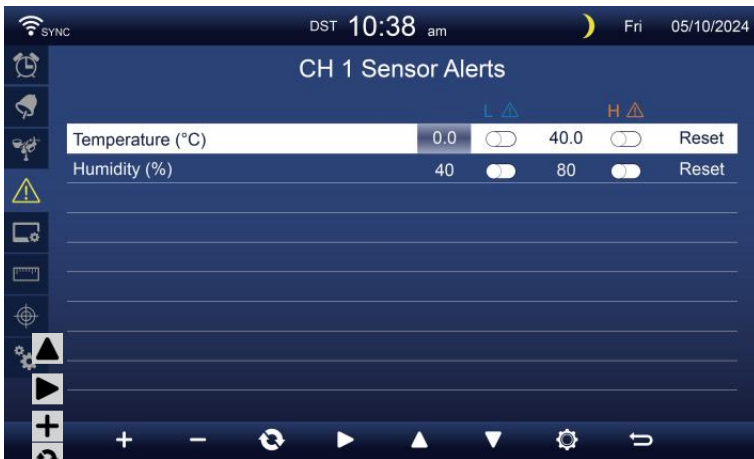 SYNC DST 10:38 am Fri 05/10/2024
CH 1 Sensor Alerts
L H
Temperature (°C) 0.0 40.0 Reset
Humidity (%) 40 80 Reset